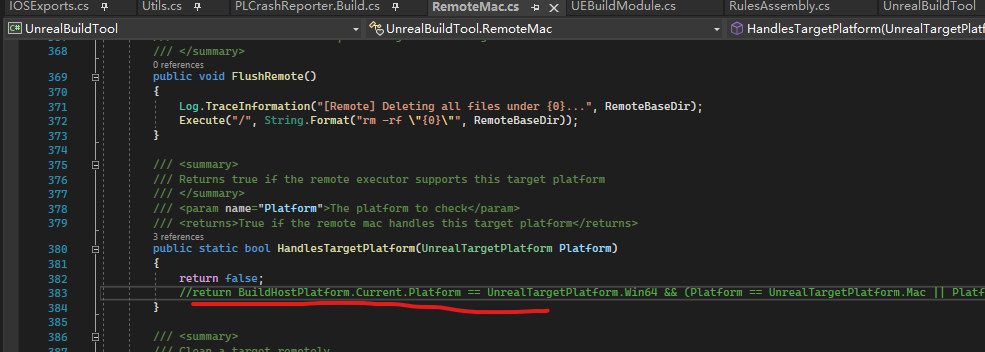 IOSExports.cs Utils.cs PLCrashReporter.Build.cs RemoteMac.cs UEBuildModule.cs RulesAssembly.cs UnrealBuildTool
UnrealBuildTool UnrealBuildTool.RemoteMac HandlesTargetPlatform(UnrealTargetPlatf
368 /// </summary>
0 references
369 public void FlushRemote()
370 {
371 Log.TraceInformation("[Remote] Deleting all files under {0}...", RemoteBaseDir);
372 Execute("/", String.Format("rm -rf \"{0}\"", RemoteBaseDir));
373 }
374
375 /// <summary>
376 /// Returns true if the remote executor supports this target platform
377 /// </summary>
378 /// <param name="Platform">The platform to check</param>
379 /// <returns>True if the remote mac handles this target platform</returns>
3 references
380 public static bool HandlesTargetPlatform(UnrealTargetPlatform Platform)
381 {
382 return false;
383 //return BuildHostPlatform.Current.Platform == UnrealTargetPlatform.Win64 && (Platform == UnrealTargetPlatform.Mac || Platf
384 }
385
386 /// <summary>